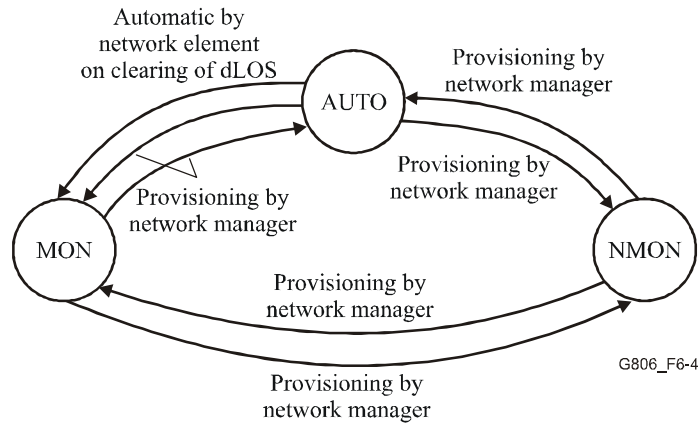 Automatic by
network element
on clearing of dLOS
Provisioning by
network manager
AUTO
Provisioning by
network manager
Provisioning by
network manager
MON
NMON
Provisioning by
network manager
G806_F6-4
Provisioning by
network manager